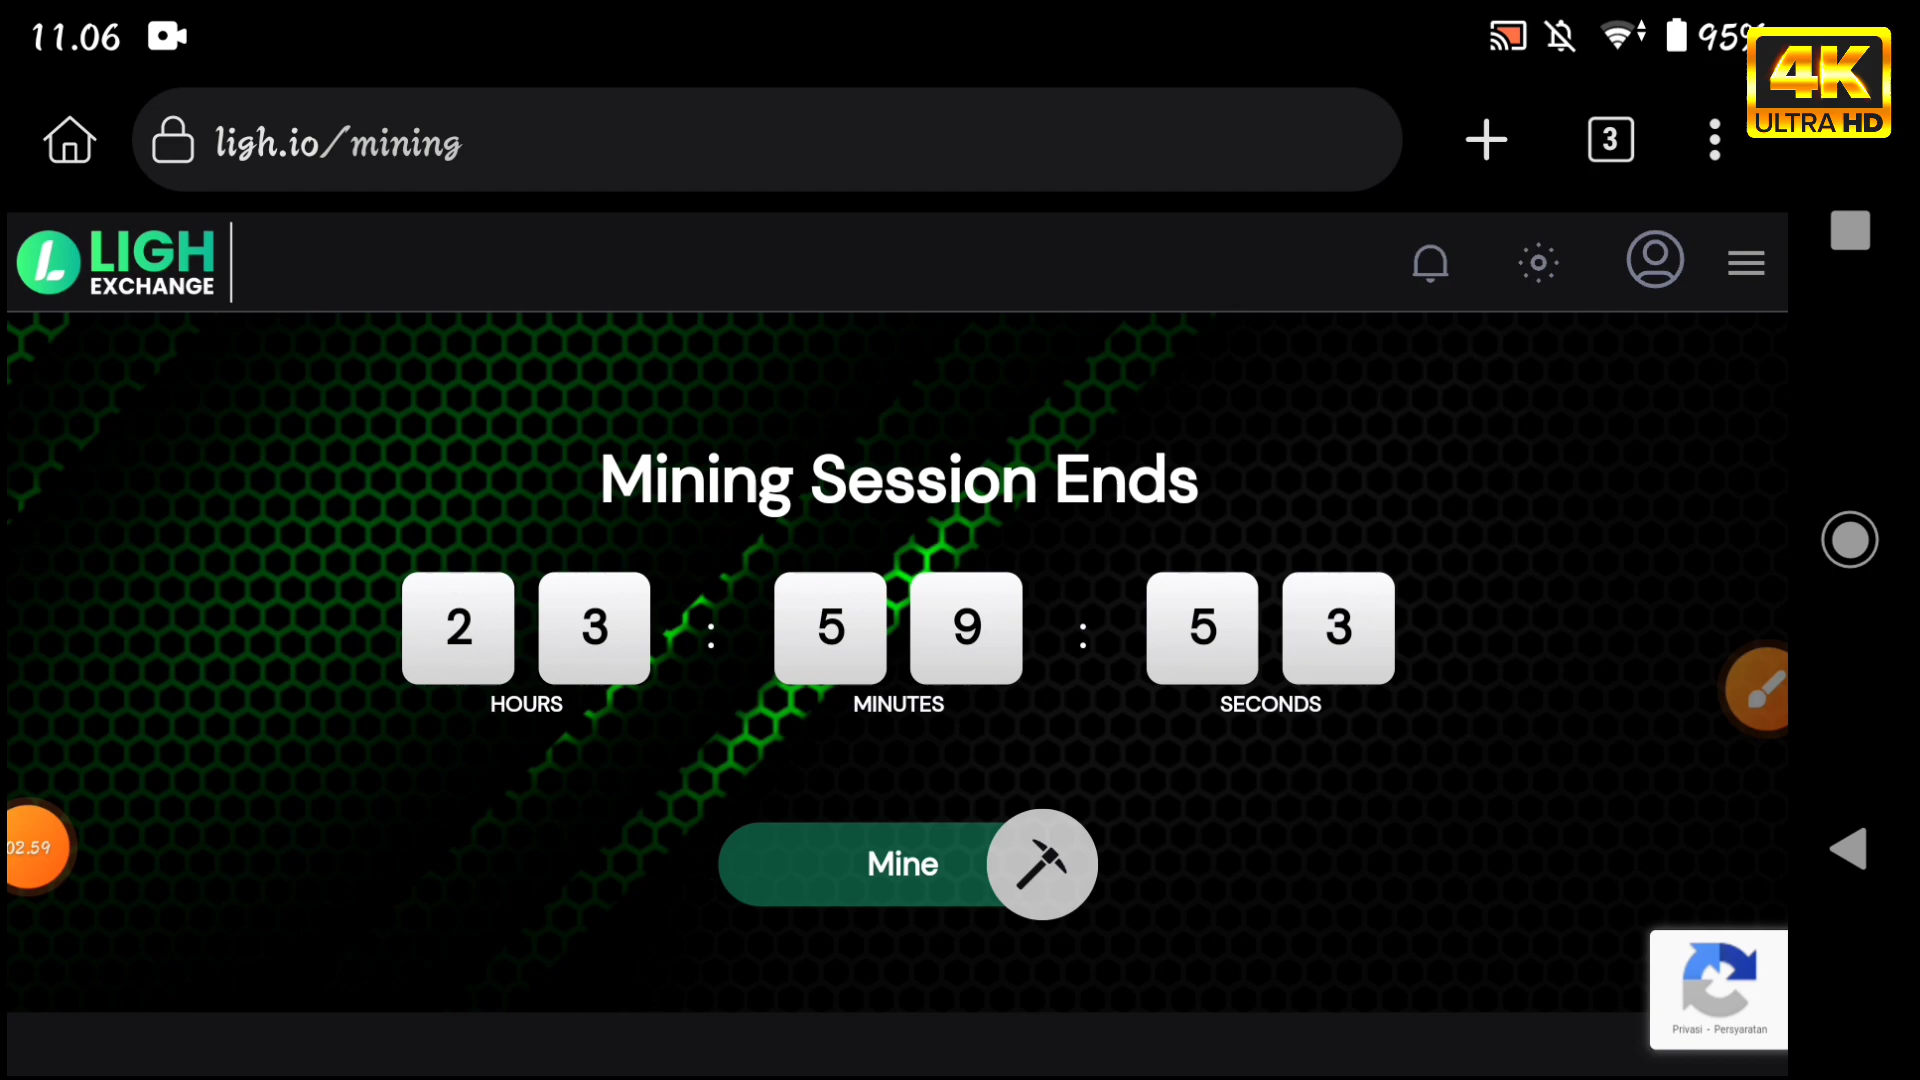 11.06
95%
4K
ULTRA HD
ligh.io/mining
3
LIGH
EXCHANGE
Mining Session Ends
2 3 : 5 9 : 5 3
HOURS MINUTES SECONDS
02.59
Mine
Privasi - Persyaratan